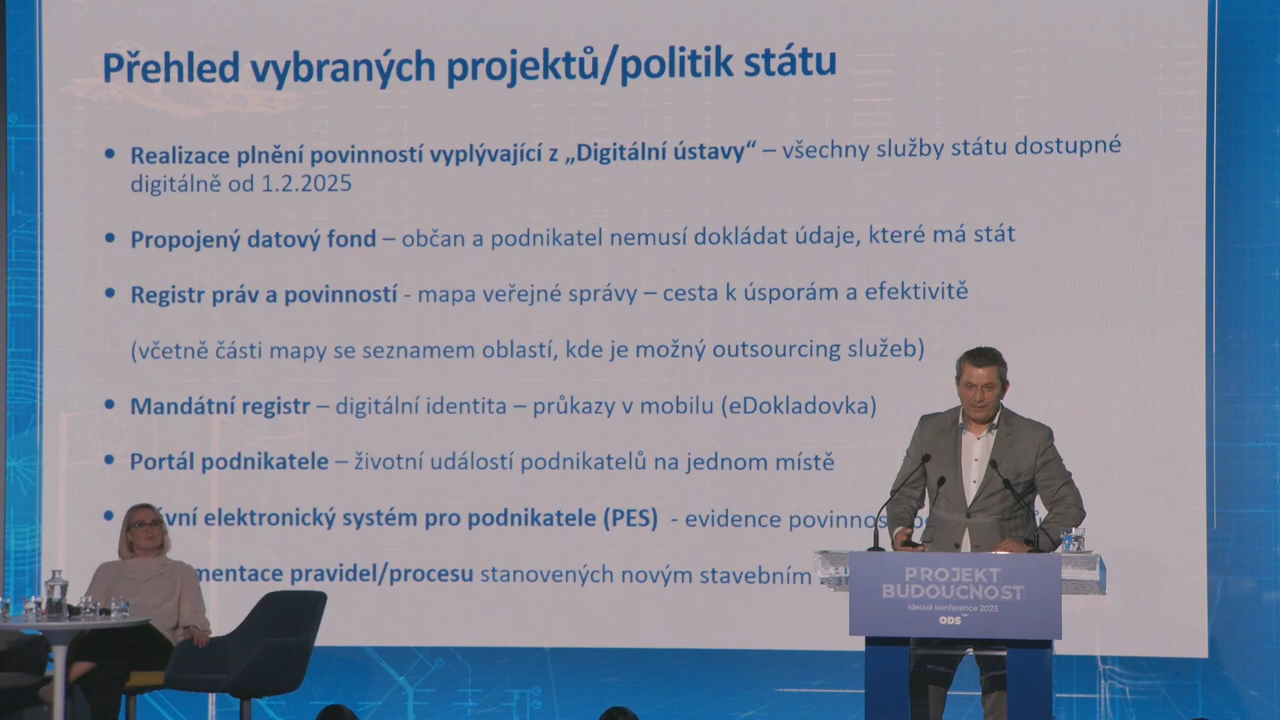 Přehled vybraných projektů/politik státu
• Realizace plnění povinností vyplývající z „Digitální ústavy“ – všechny služby státu dostupné
digitálně od 1.2.2025
• Propojený datový fond – občan a podnikatel nemusí dokládat údaje, které má stát
• Registr práv a povinností - mapa veřejné správy – cesta k úsporám a efektivitě
(včetně části mapy se seznamem oblastí, kde je možný outsourcing služeb)
• Mandátní registr – digitální identita – průkazy v mobilu (eDokladovka)
• Portál podnikatele – životní událostí podnikatelů na jednom místě
• elektronický systém pro podnikatele (PES) - evidence
pravidel/procesu stanovených novým stavebním
PROJEKT
BUDOUCNOST
Ideová konference 2023
ODS